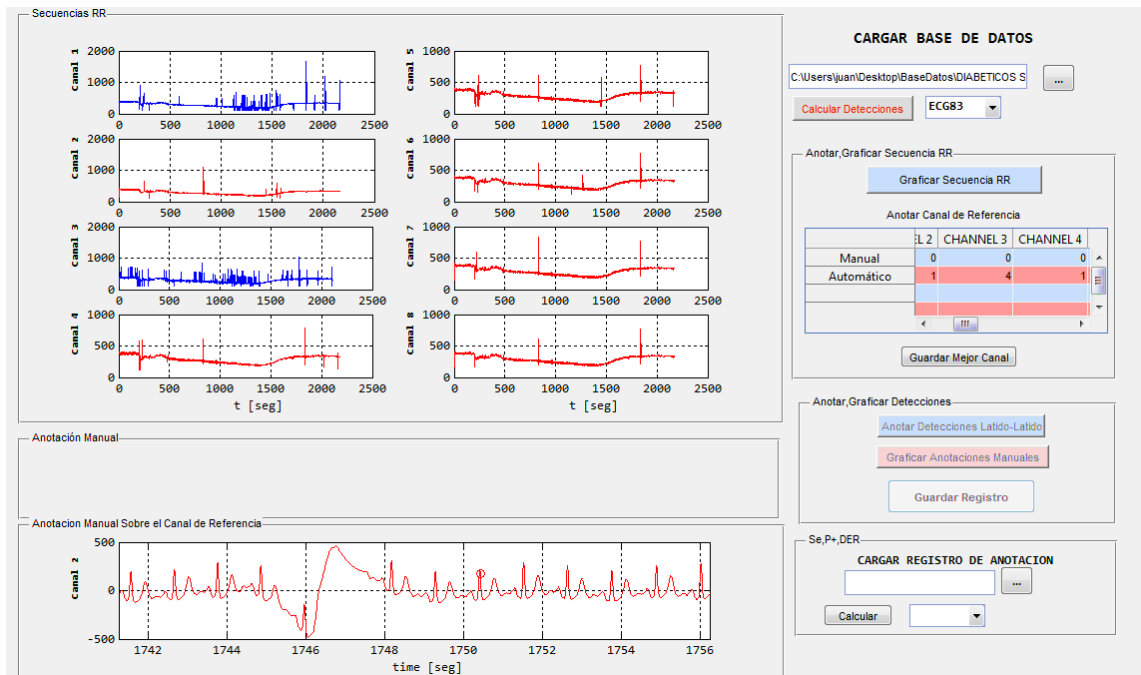 Secuencias RR
Canal 1
2000
1000
0
0 500 1000 1500 2000 2500
Canal 2
2000
1000
0
0 500 1000 1500 2000 2500
Canal 3
2000
1000
0
0 500 1000 1500 2000 2500
Canal 4
1000
500
0
0 500 1000 1500 2000 2500
t [seg]
Canal 5
1000
500
0
0 500 1000 1500 2000 2500
Canal 6
1000
500
0
0 500 1000 1500 2000 2500
Canal 7
1000
500
0
0 500 1000 1500 2000 2500
Canal 8
1000
500
0
0 500 1000 1500 2000 2500
t [seg]
Anotación Manual
Anotacion Manual Sobre el Canal de Referencia
Canal 2
500
0
-500
1742 1744 1746 1748 1750 1752 1754 1756
time [seg]
CARGAR BASE DE DATOS
C:\Users\juan\Desktop\BaseDatos\DIABETICOS S
...
Calcular Detecciones
ECG83
Anotar,Graficar Secuencia RR
Graficar Secuencia RR
Anotar Canal de Referencia
EL 2 CHANNEL 3 CHANNEL 4
Manual 0 0 0
Automático 1 4 1
Guardar Mejor Canal
Anotar,Graficar Detecciones
Anotar Detecciones Latido-Latido
Graficar Anotaciones Manuales
Guardar Registro
Se,P+,DER
CARGAR REGISTRO DE ANOTACION
...
Calcular